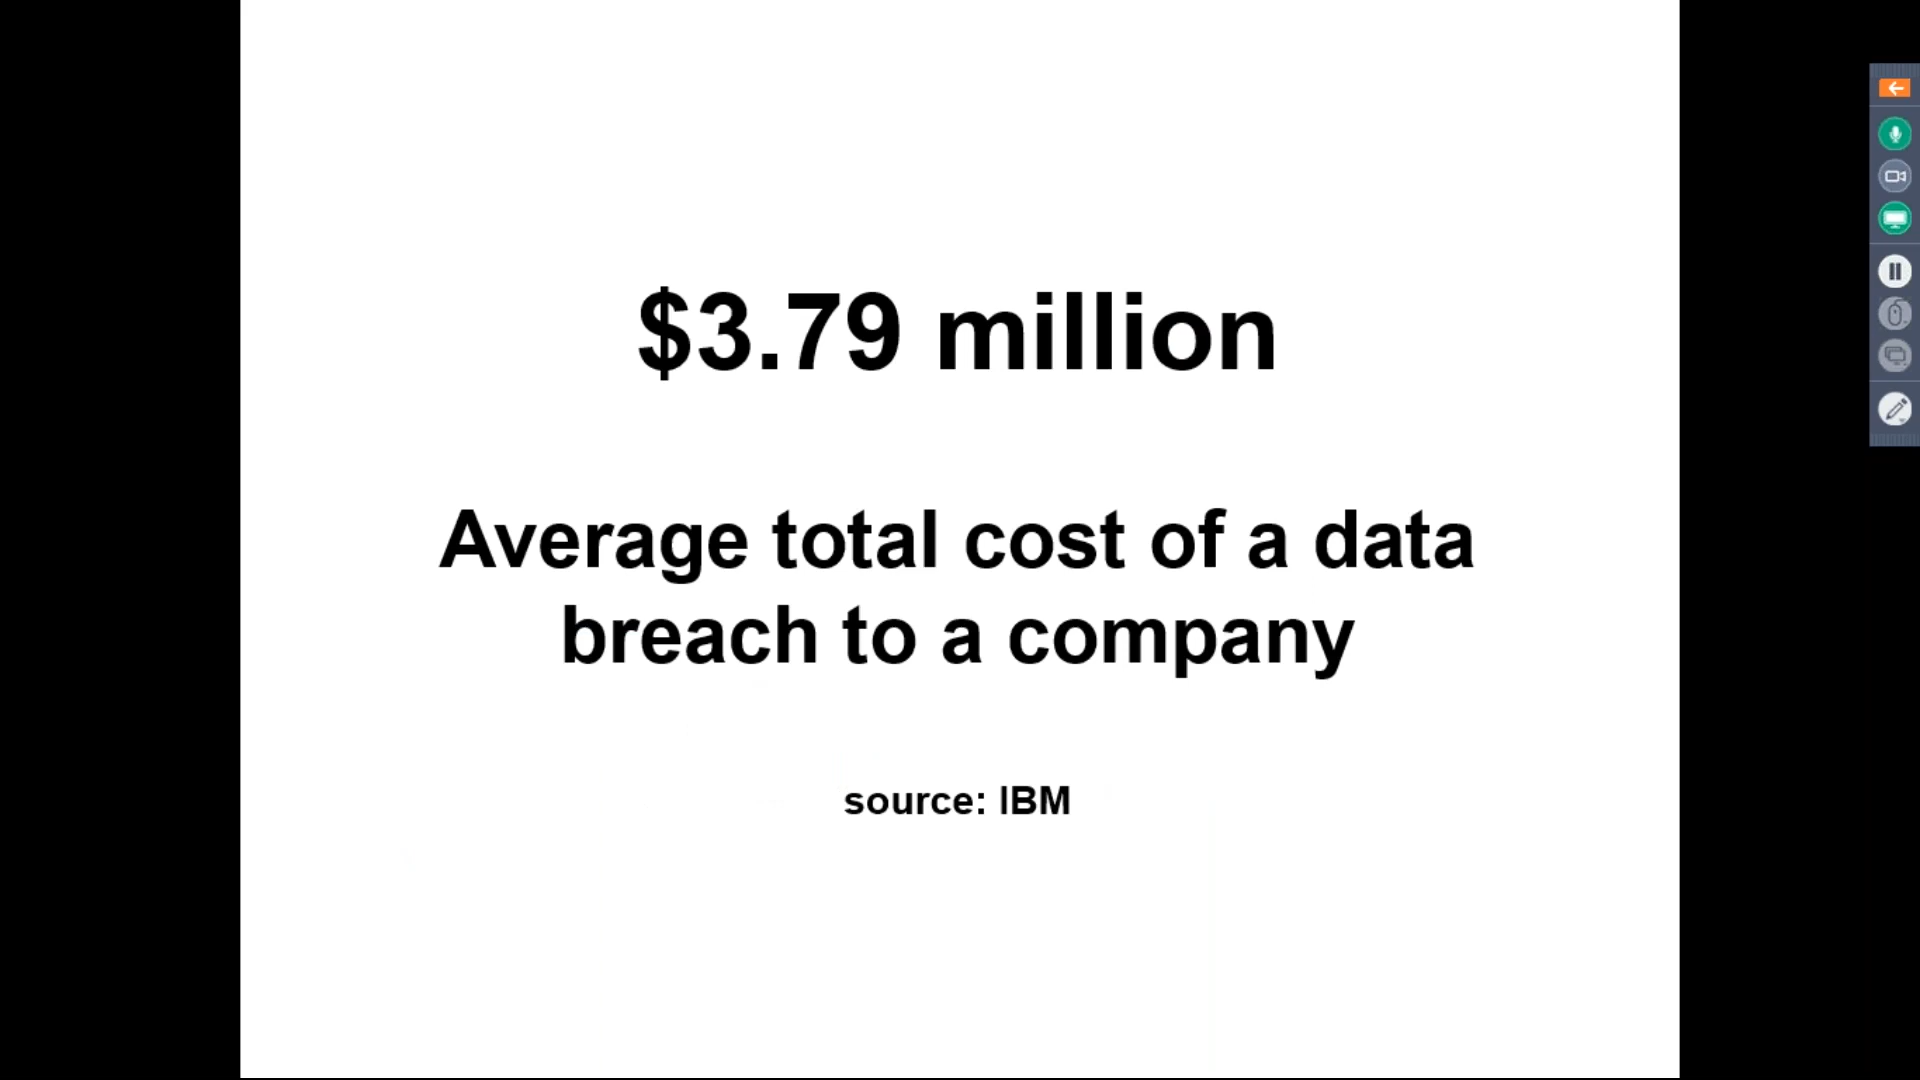 $3.79 million
Average total cost of a data
breach to a company
source: IBM